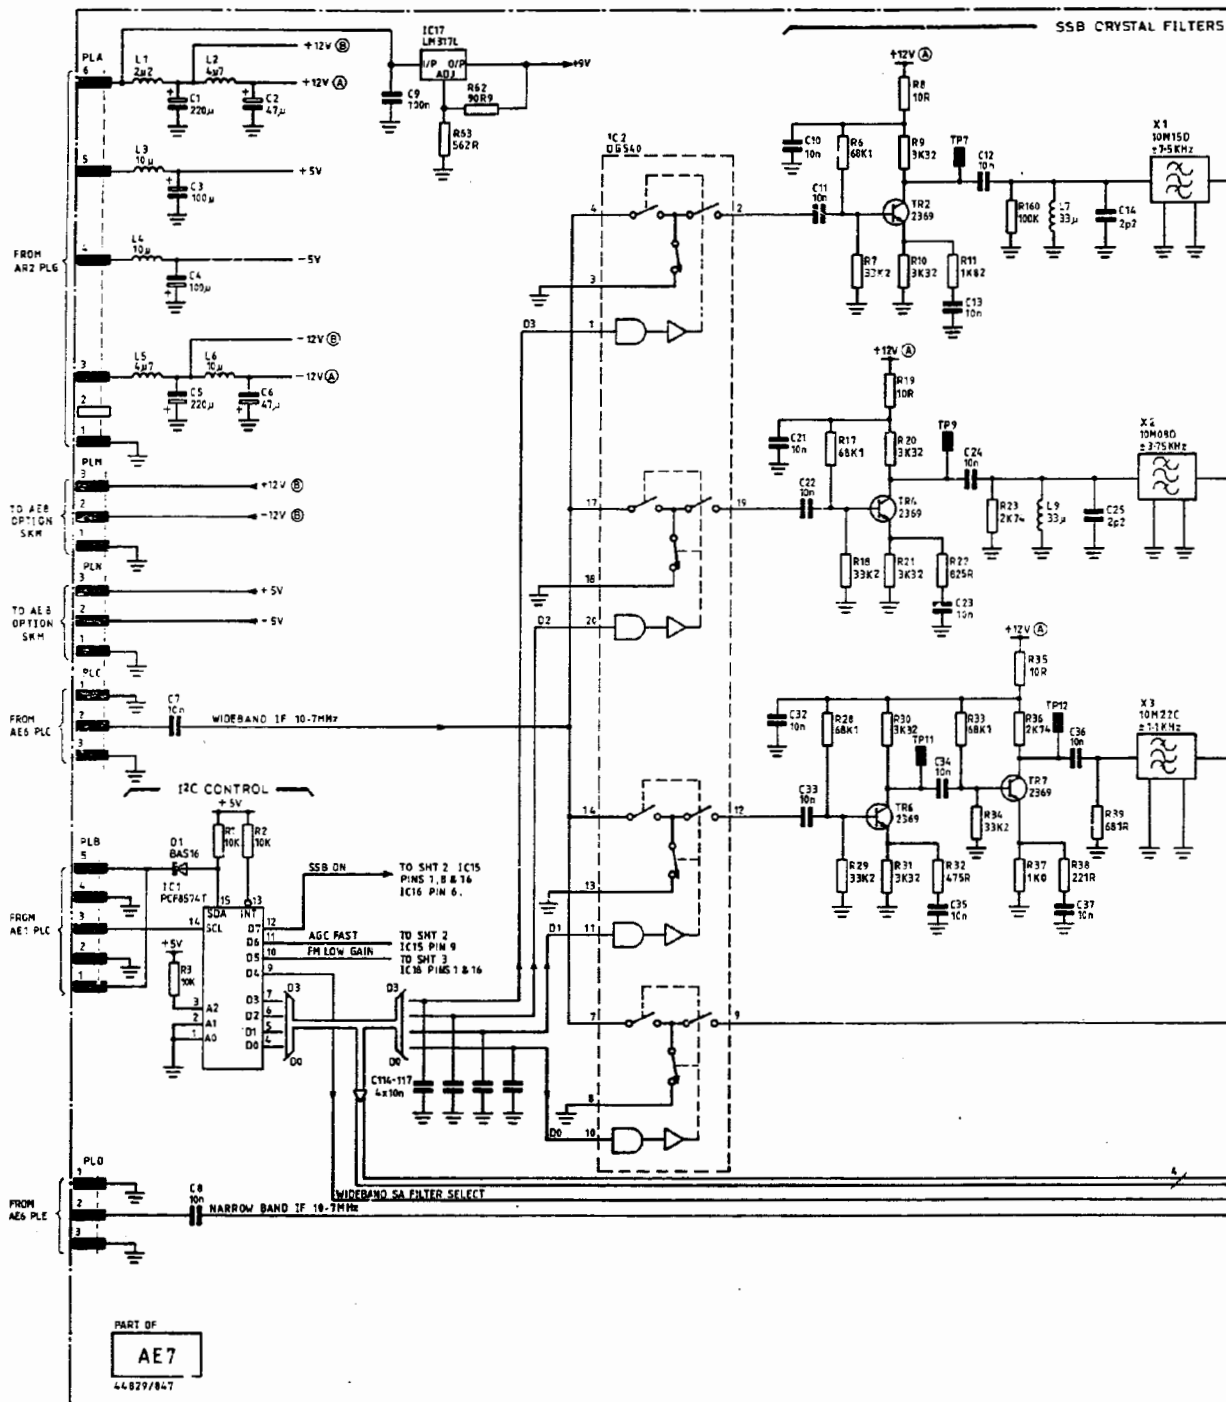 SSB CRYSTAL FILTERS
PLA
6
L1
2µ2
L2
4µ7
+12V (B)
+12V (A)
C1
220µ
C2
47µ
5
L3
10µ
+5V
C3
100µ
4
L4
10µ
-5V
C4
100µ
FROM
AR2 PLG
-12V (B)
3
L5
4µ7
L6
10µ
-12V (A)
C5
220µ
C6
47µ
2
1
IC17
LM317L
I/P O/P
ADJ
+9V
C9
100n
R62
90R9
R63
562R
PLM
3
+12V (B)
2
-12V (B)
1
TO AE8
OPTION
SKM
PLN
3
+5V
2
-5V
1
TO AE8
OPTION
SKM
PLC
1
2
3
FROM
AE6 PLC
C7
10n
WIDEBAND IF 10-7MHz
I²C CONTROL
+5V
R1
10K
R2
10K
PLB
5
4
3
2
1
FROM
AE1 PLC
D1
BAS16
IC1
PCF8574T
15
13
SDA
INT
14
SCL
D7
12
D6
11
D5
10
D4
9
D3
7
D2
6
D1
5
D0
4
+5V
R3
10K
3
A2
2
A1
1
A0
SSB ON
TO SHT 2 IC15
PINS 1,8 & 16
IC16 PIN 6.
AGC FAST
TO SHT 2
IC15 PIN 9
FM LOW GAIN
TO SHT 3
IC18 PINS 1 & 16
D3
D0
D3
D0
C114-117
4x10n
IC2
DG540
4
2
3
D3
1
17
19
18
D2
20
14
12
13
D1
11
7
9
8
D0
10
+12V (A)
R8
10R
C10
10n
R6
68K1
R9
3K32
C11
10n
TR2
2369
TP7
C12
10n
R7
33K2
R10
3K32
R11
1K82
C13
10n
R160
100K
L7
33µ
C14
2p2
X1
10M15D
±7-5KHz
+12V (A)
R19
10R
C21
10n
R17
68K1
R20
3K32
C22
10n
TR4
2369
TP9
C24
10n
R18
33K2
R21
3K32
R22
825R
C23
10n
R23
2K74
L9
33µ
C25
2p2
X2
10M08D
±3-75KHz
+12V (A)
R35
10R
C32
10n
R28
68K1
R30
3K32
R33
68K1
R36
2K74
TP11
TP12
C33
10n
TR6
2369
C34
10n
TR7
2369
C36
10n
R29
33K2
R31
3K32
R32
475R
C35
10n
R34
33K2
R37
1K0
R38
221R
C37
10n
R39
681R
X3
10M22C
±1-1KHz
4
WIDEBAND SA FILTER SELECT
PLD
1
2
3
FROM
AE6 PLE
C8
10n
NARROW BAND IF 10-7MHz
PART OF
AE7
44829/847